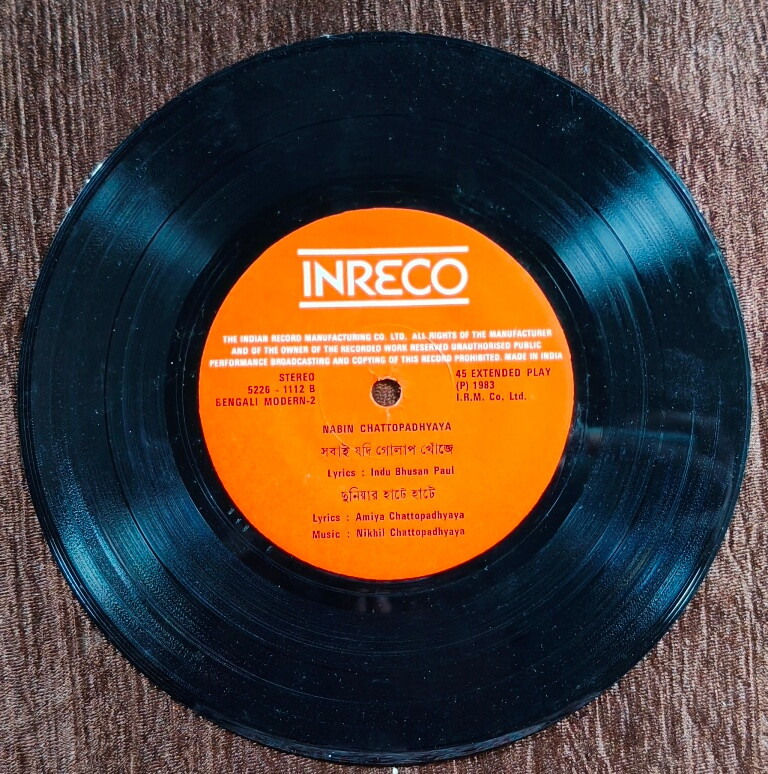 INRECO
THE INDIAN RECORD MANUFACTURING CO. LTD. ALL RIGHTS OF THE MANUFACTURER
AND OF THE OWNER OF THE RECORDED WORK RESERVED UNAUTHORISED PUBLIC
PERFORMANCE BROADCASTING AND COPYING OF THIS RECORD PROHIBITED. MADE IN INDIA
STEREO
5226 - 1112 B
BENGALI MODERN-2
45 EXTENDED PLAY
(P) 1983
I.R.M. Co. Ltd.
NABIN CHATTOPADHYAYA
সবাই যদি গোলাপ খোঁজে
Lyrics : Indu Bhusan Paul
দুনিয়ার হাটে হাটে
Lyrics : Amiya Chattopadhyaya
Music : Nikhil Chattopadhyaya